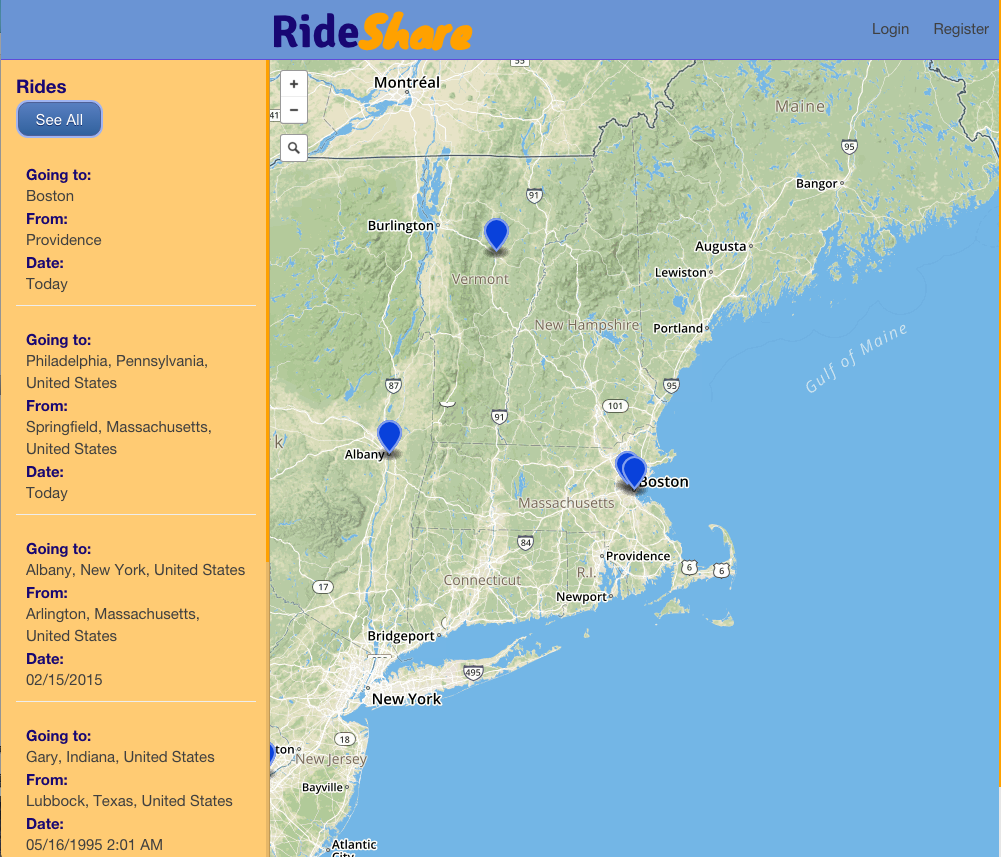 RideShare
Login
Register
Rides
See All
Going to:
Boston
From:
Providence
Date:
Today
Going to:
Philadelphia, Pennsylvania,
United States
From:
Springfield, Massachusetts,
United States
Date:
Today
Going to:
Albany, New York, United States
From:
Arlington, Massachusetts,
United States
Date:
02/15/2015
Going to:
Gary, Indiana, United States
From:
Lubbock, Texas, United States
Date:
05/16/1995 2:01 AM
+
−
55
Montréal
41
Maine
95
Bangor
91
Burlington
Augusta
Lewiston
Vermont
New Hampshire
Portland
Gulf of Maine
87
95
101
91
k
Albany
Boston
Massachusetts
84
Providence
6
6
R.I.
Connecticut
17
Newport
Bridgeport
495
New York
18
ton
New Jersey
Bayville
Atlantic
City